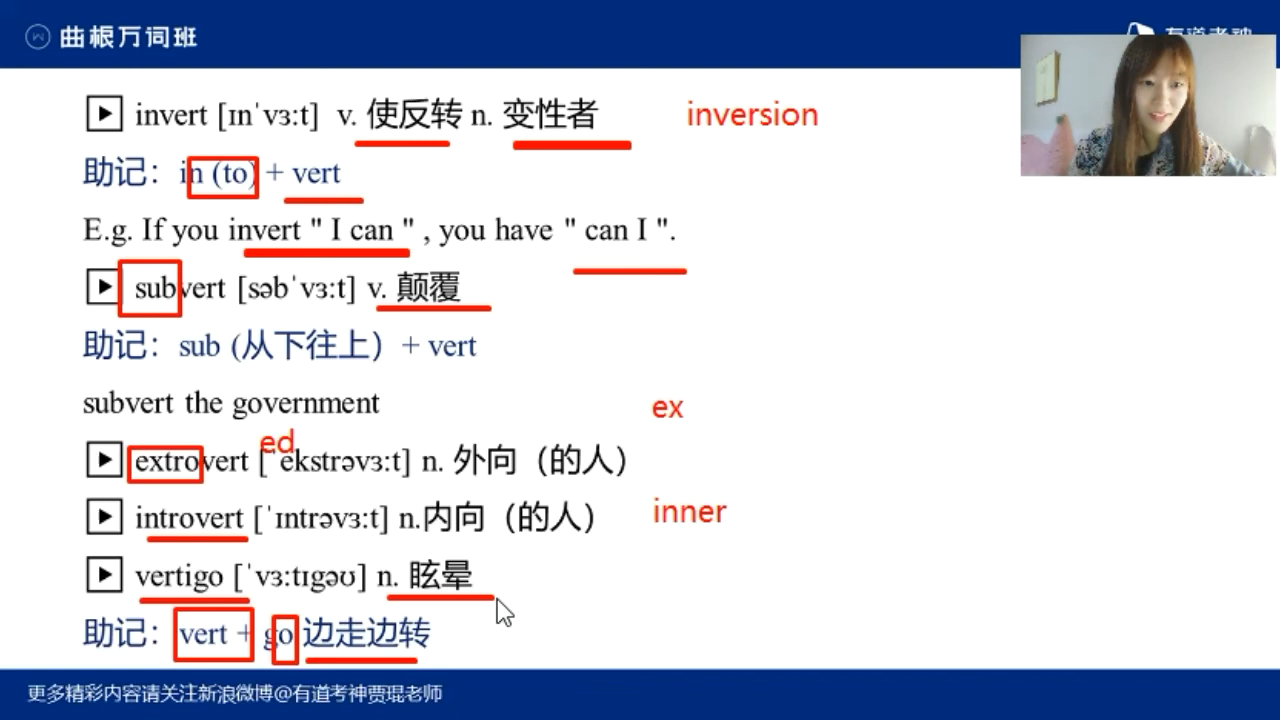 曲根万词班
有道考神
invert [ɪnˈvɜːt] v. 使反转 n. 变性者 inversion
助记：in (to) + vert
E.g. If you invert " I can " , you have " can I ".
subvert [səbˈvɜːt] v. 颠覆
助记：sub (从下往上）+ vert
subvert the government
ex
ed
extrovert [ˈekstrəvɜːt] n. 外向（的人）
introvert [ˈɪntrəvɜːt] n.内向（的人） inner
vertigo [ˈvɜːtɪgəʊ] n. 眩晕
助记：vert + go 边走边转
更多精彩内容请关注新浪微博@有道考神贾琨老师